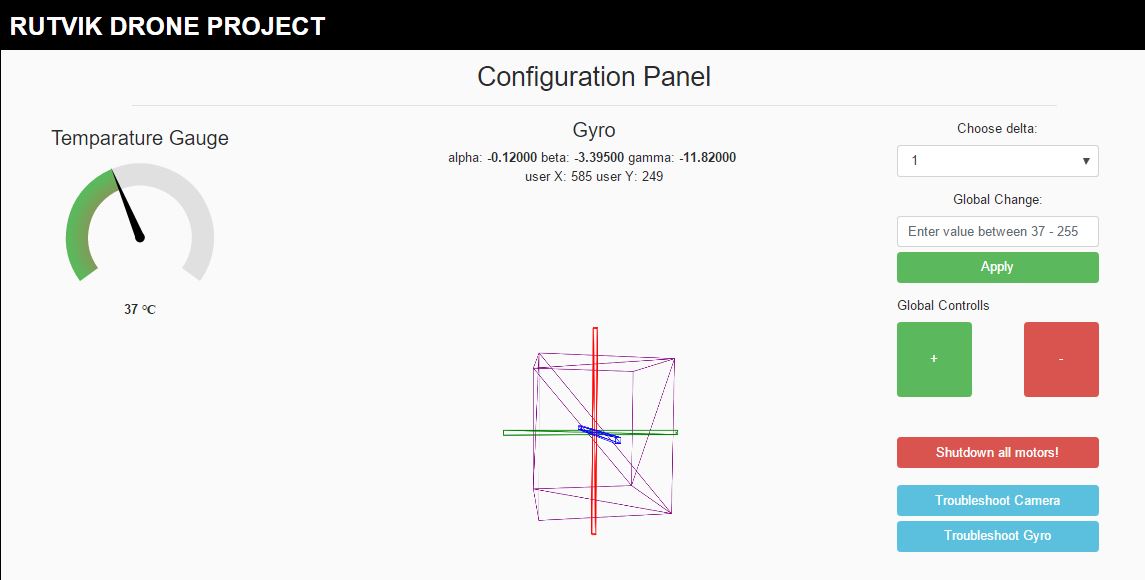 RUTVIK DRONE PROJECT
Configuration Panel
Temparature Gauge
37 °C
Gyro
alpha: -0.12000 beta: -3.39500 gamma: -11.82000
user X: 585 user Y: 249
Choose delta:
1
Global Change:
Enter value between 37 - 255
Apply
Global Controlls
+ -
Shutdown all motors!
Troubleshoot Camera
Troubleshoot Gyro